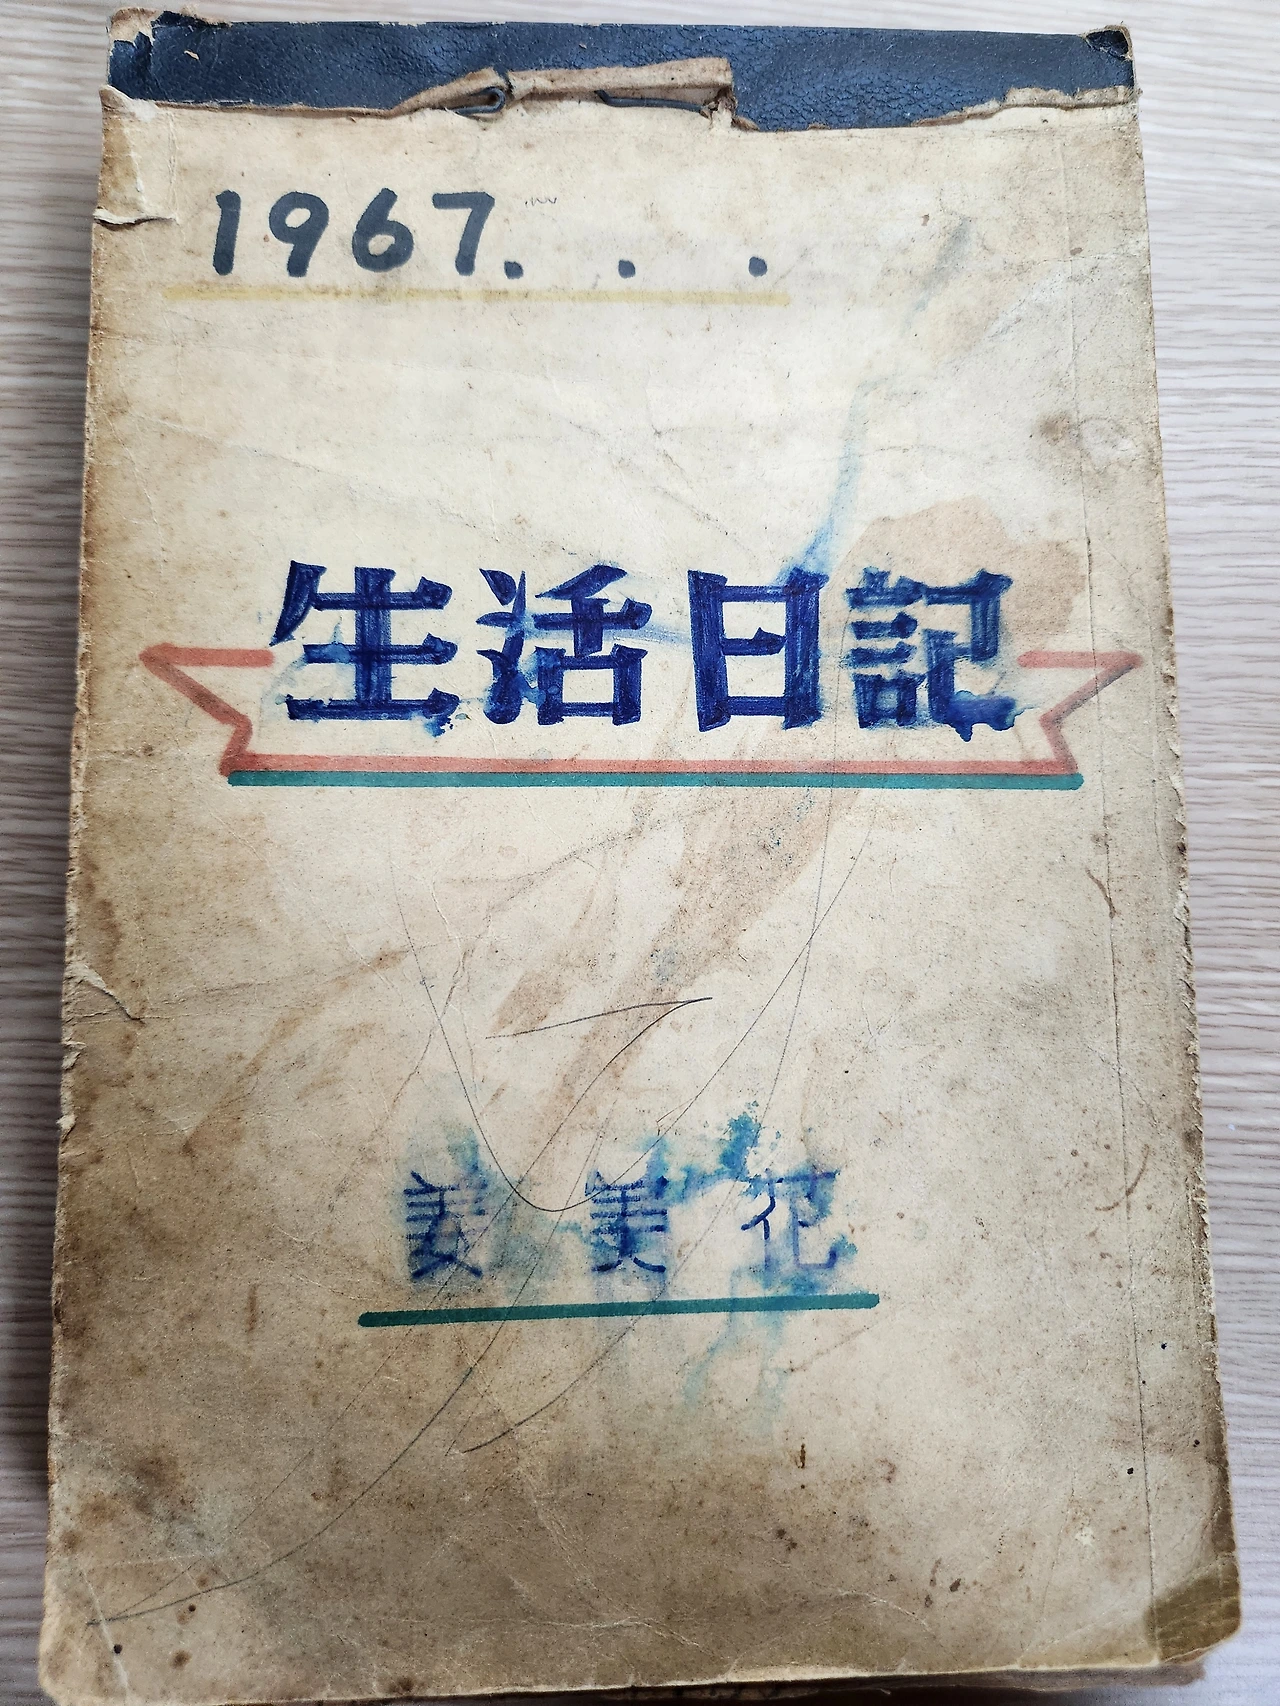 1967. . .
生活日記
姜美花